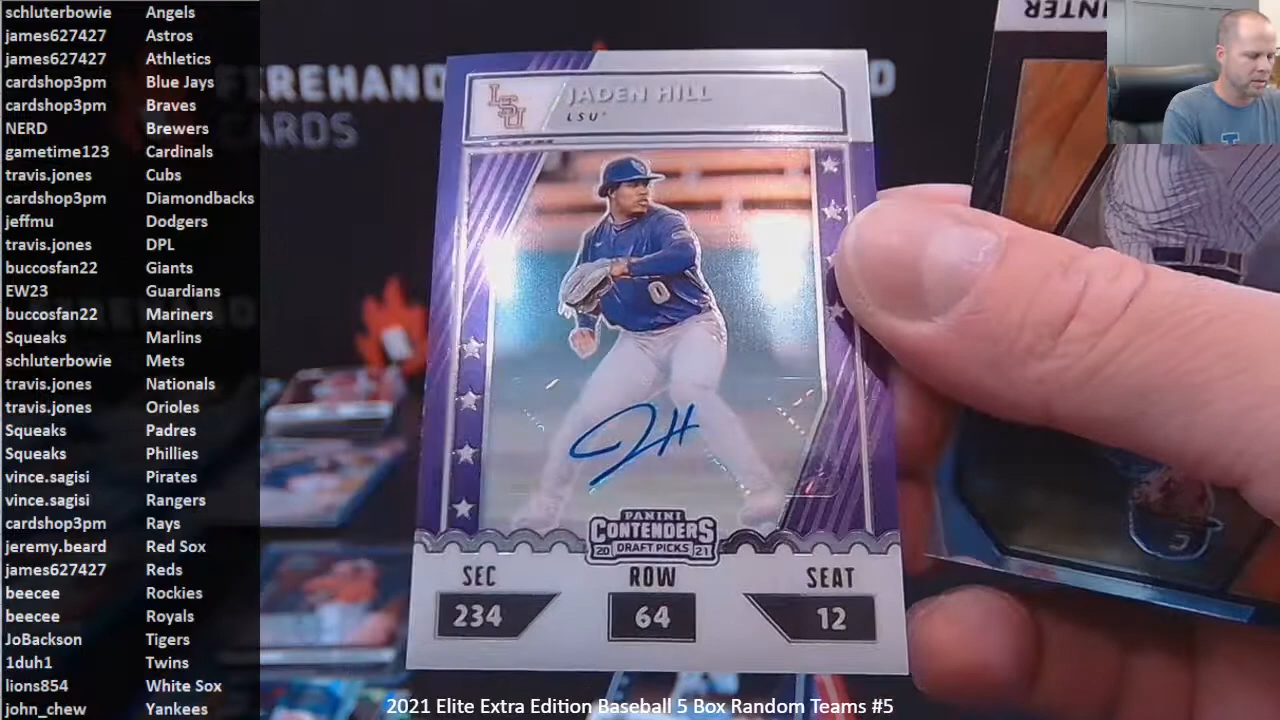 schluterbowie Angels
james627427 Astros
james627427 Athletics
cardshop3pm Blue Jays
cardshop3pm Braves
NERD Brewers
gametime123 Cardinals
travis.jones Cubs
cardshop3pm Diamondbacks
jeffmu Dodgers
travis.jones DPL
buccosfan22 Giants
EW23 Guardians
buccosfan22 Mariners
Squeaks Marlins
schluterbowie Mets
travis.jones Nationals
travis.jones Orioles
Squeaks Padres
Squeaks Phillies
vince.sagisi Pirates
vince.sagisi Rangers
cardshop3pm Rays
jeremy.beard Red Sox
james627427 Reds
beecee Rockies
beecee Royals
JoBackson Tigers
1duh1 Twins
lions854 White Sox
john_chew Yankees
FIREHAND
CARDS
LSU
JADEN HILL
LSU
0
JH
PANINI
CONTENDERS
20 DRAFT PICKS 21
SEC ROW SEAT
234 64 12
2021 Elite Extra Edition Baseball 5 Box Random Teams #5